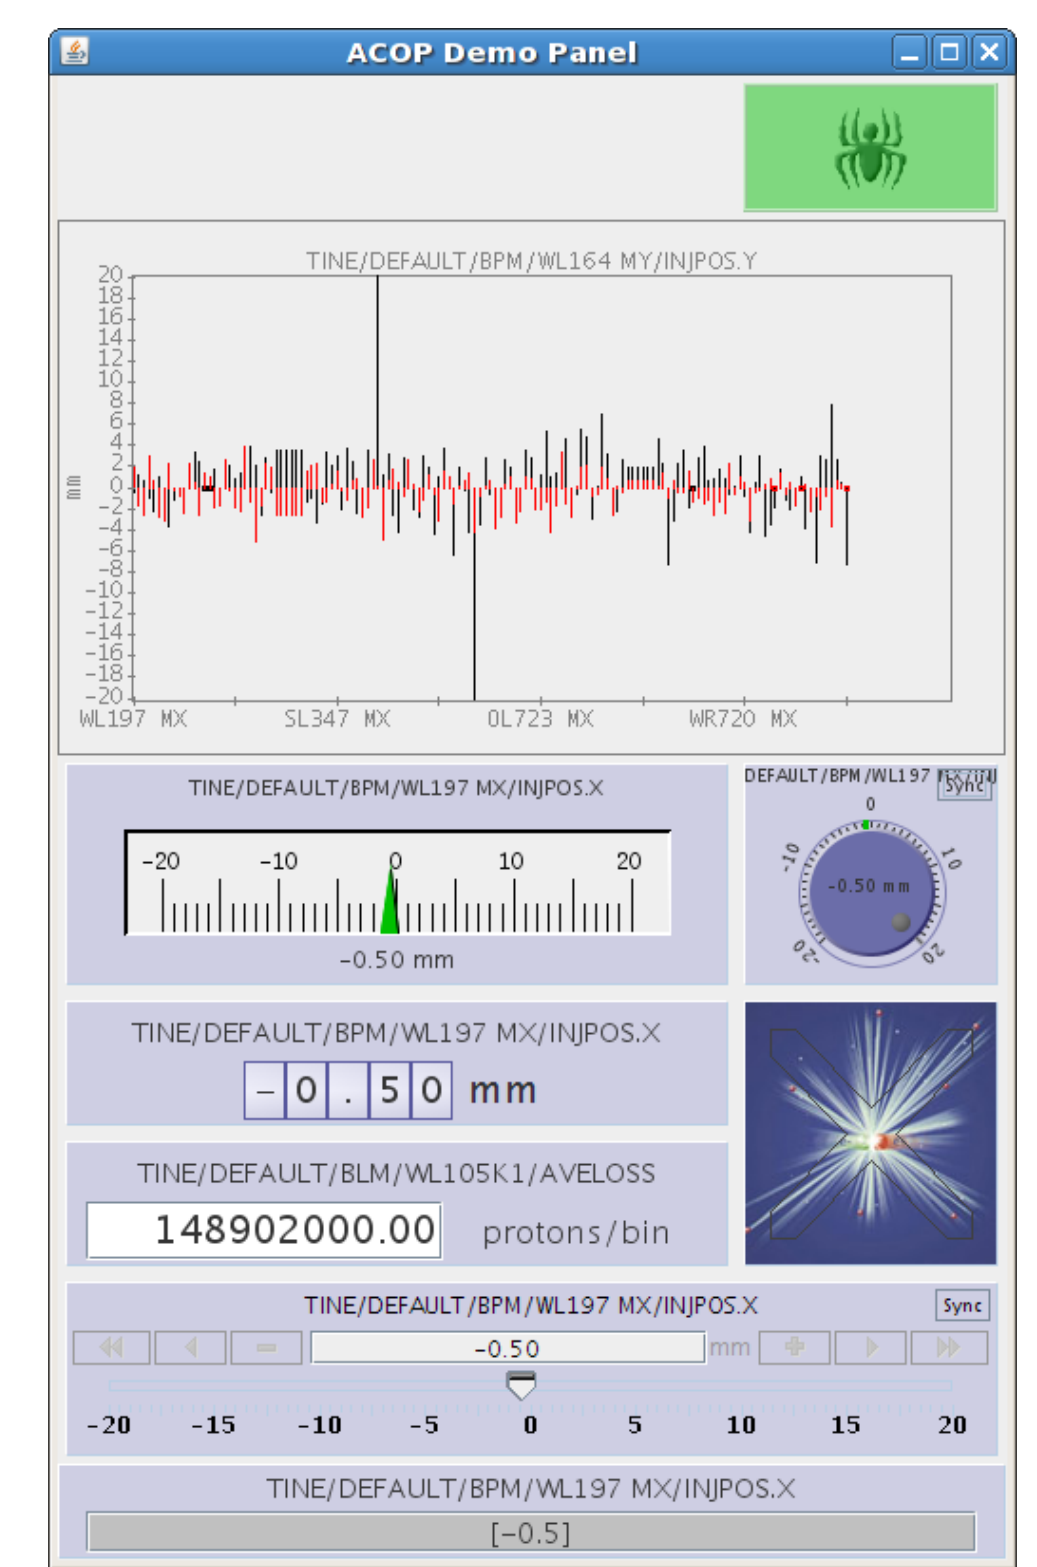 ACOP Demo Panel
TINE/DEFAULT/BPM/WL164 MY/INJPOS.Y
20
18
16
14
12
10
8
6
4
2
0
-2
-4
-6
-8
-10
-12
-14
-16
-18
-20
mm
WL197 MX SL347 MX OL723 MX WR720 MX
TINE/DEFAULT/BPM/WL197 MX/INJPOS.X
-20 -10 0 10 20
-0.50 mm
DEFAULT/BPM/WL197
Sync
0
-10 10
-0.50 mm
-20 20
TINE/DEFAULT/BPM/WL197 MX/INJPOS.X
-0.50 mm
TINE/DEFAULT/BLM/WL105K1/AVELOSS
148902000.00 protons/bin
TINE/DEFAULT/BPM/WL197 MX/INJPOS.X
Sync
-0.50 mm
-20 -15 -10 -5 0 5 10 15 20
TINE/DEFAULT/BPM/WL197 MX/INJPOS.X
[-0.5]